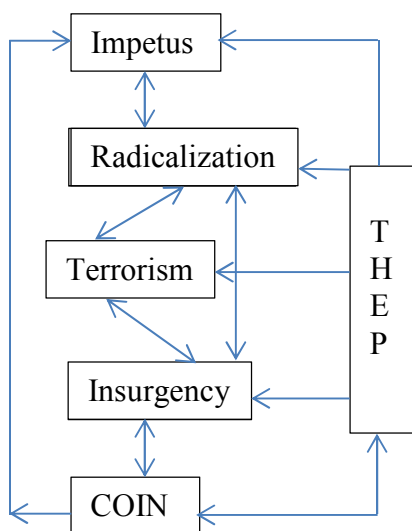 Impetus
Radicalization
Terrorism
Insurgency
COIN
T
H
E
P